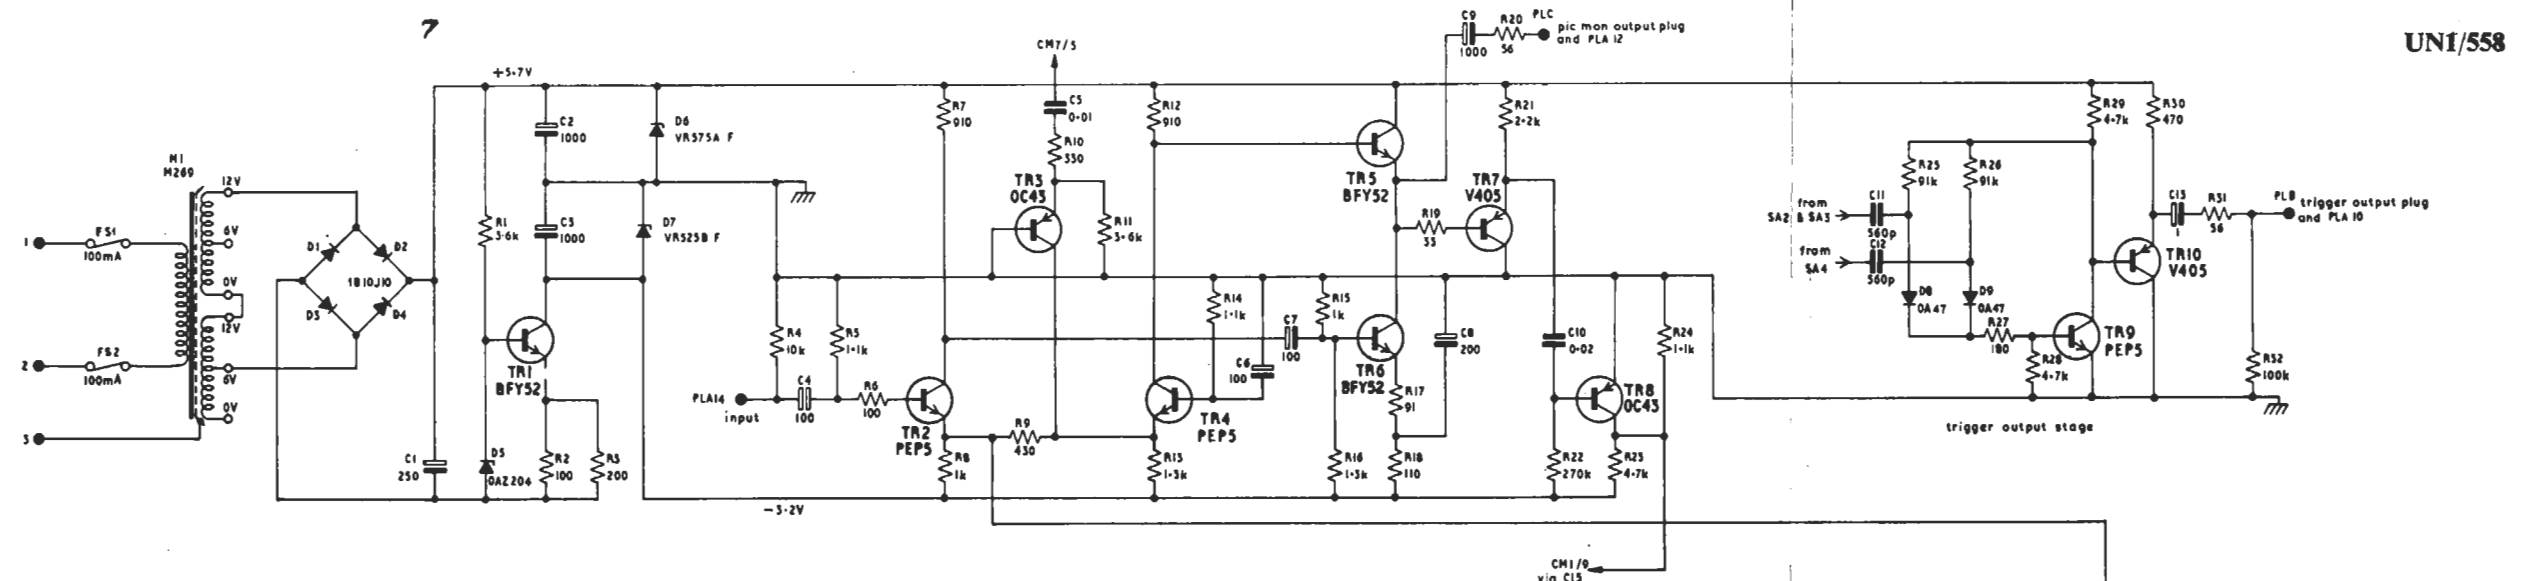 7
UN1/558
+5·7V
M1
M269
12V
6V
0V
12V
6V
0V
1
2
3
FS1
100mA
FS2
100mA
D1
D2
D3
D4
1B10J10
C1
250
R1
3·6k
D5
OAZ204
C2
1000
C3
1000
TR1
BFY52
R2
100
R3
200
D6
VR575A F
D7
VR525B F
-3·2V
R4
10k
R5
1·1k
PLA14
input
C4
100
R6
100
R7
910
TR2
PEP5
R8
1k
R9
430
CM7/5
C5
0·01
R10
330
TR3
OC43
R11
3·6k
R12
910
TR4
PEP5
R13
1·3k
R14
1·1k
C6
100
C7
100
R15
1k
R16
1·3k
TR5
BFY52
TR6
BFY52
R17
91
R18
110
C8
200
C9
1000
R20
56
PLC
pic mon output plug
and PLA 12
R19
33
R21
2·2k
TR7
V405
C10
0·02
R22
270k
TR8
OC43
R23
4·7k
R24
1·1k
CM1/9
via C15
from
SA2 & SA3
C11
560p
from
SA4
C12
560p
R25
91k
R26
91k
D8
OA47
D9
OA47
R27
180
R28
4·7k
R29
4·7k
R30
470
TR9
PEP5
TR10
V405
C13
1
R31
56
PLB
trigger output plug
and PLA 10
R32
100k
trigger output stage